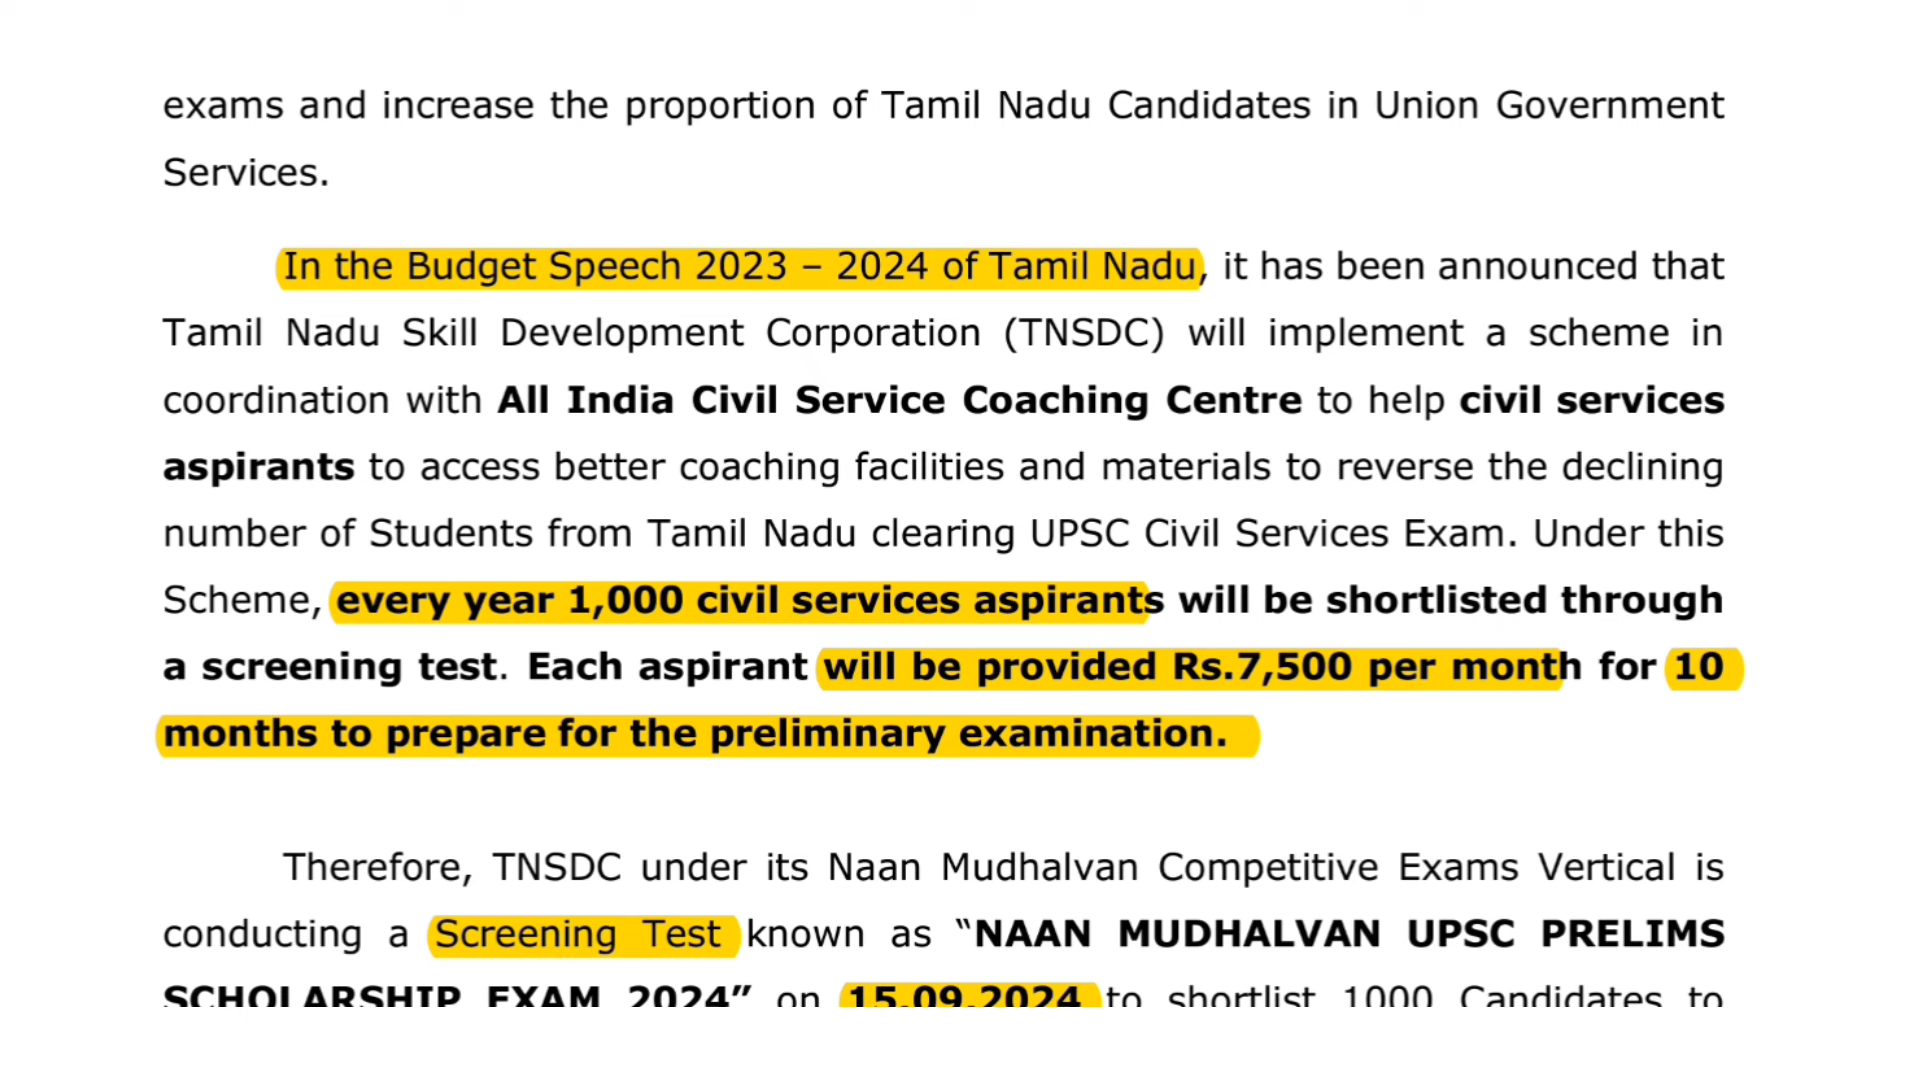 exams and increase the proportion of Tamil Nadu Candidates in Union Government
Services.
In the Budget Speech 2023 – 2024 of Tamil Nadu, it has been announced that
Tamil Nadu Skill Development Corporation (TNSDC) will implement a scheme in
coordination with All India Civil Service Coaching Centre to help civil services
aspirants to access better coaching facilities and materials to reverse the declining
number of Students from Tamil Nadu clearing UPSC Civil Services Exam. Under this
Scheme, every year 1,000 civil services aspirants will be shortlisted through
a screening test. Each aspirant will be provided Rs.7,500 per month for 10
months to prepare for the preliminary examination.
Therefore, TNSDC under its Naan Mudhalvan Competitive Exams Vertical is
conducting a Screening Test known as “NAAN MUDHALVAN UPSC PRELIMS
SCHOLARSHIP EXAM 2024” on 15.09.2024 to shortlist 1000 Candidates to